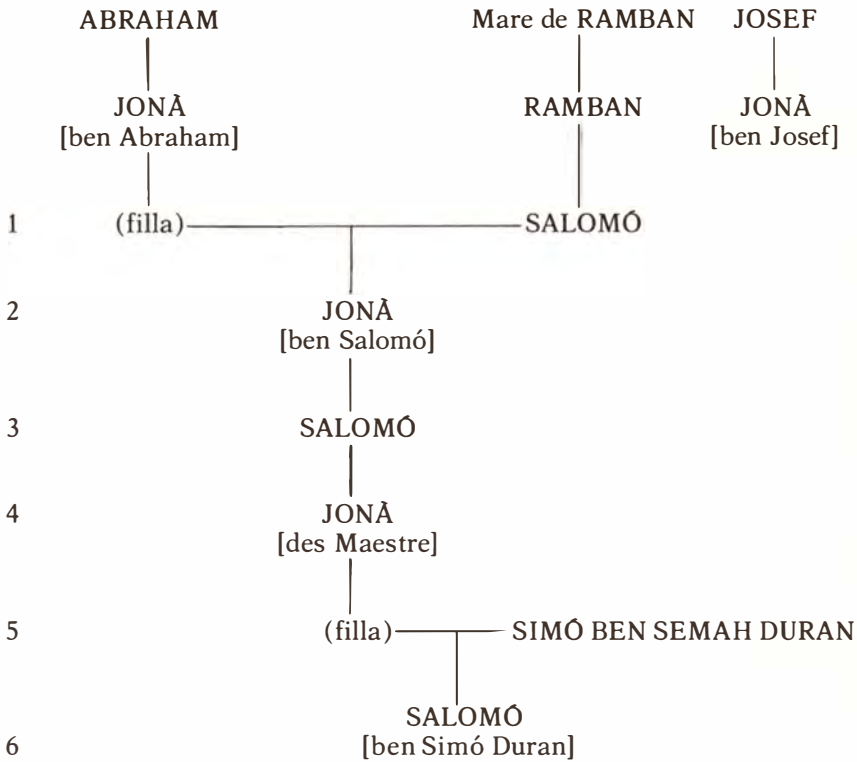 ABRAHAM Mare de RAMBAN JOSEF
JONÀ RAMBAN JONÀ
[ben Abraham] [ben Josef]
1 (filla) SALOMÓ
2 JONÀ
[ben Salomó]
3 SALOMÓ
4 JONÀ
[des Maestre]
5 (filla) SIMÓ BEN SEMAH DURAN
SALOMÓ
6 [ben Simó Duran]